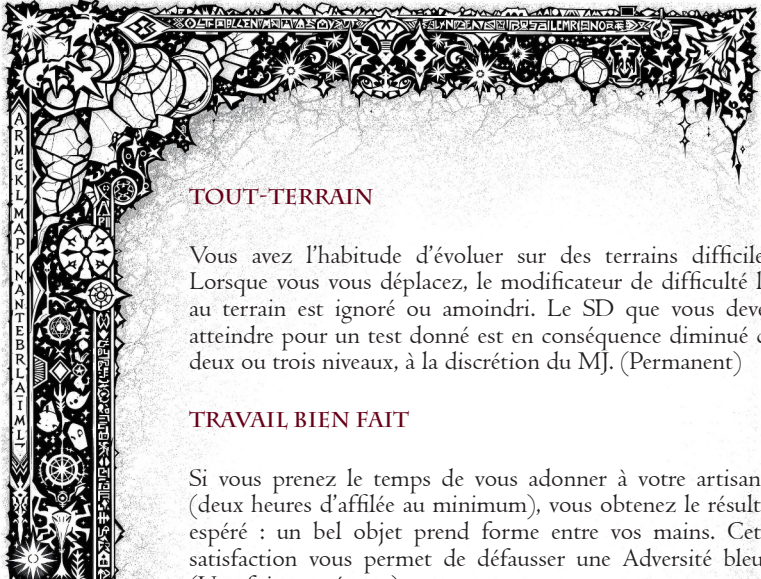 TOUT-TERRAIN
Vous avez l'habitude d'évoluer sur des terrains difficile
Lorsque vous vous déplacez, le modificateur de difficulté l
au terrain est ignoré ou amoindri. Le SD que vous deve
atteindre pour un test donné est en conséquence diminué d
deux ou trois niveaux, à la discrétion du MJ. (Permanent)
TRAVAIL BIEN FAIT
Si vous prenez le temps de vous adonner à votre artisan
(deux heures d'affilée au minimum), vous obtenez le résult
espéré : un bel objet prend forme entre vos mains. Cet
satisfaction vous permet de défausser une Adversité bleu